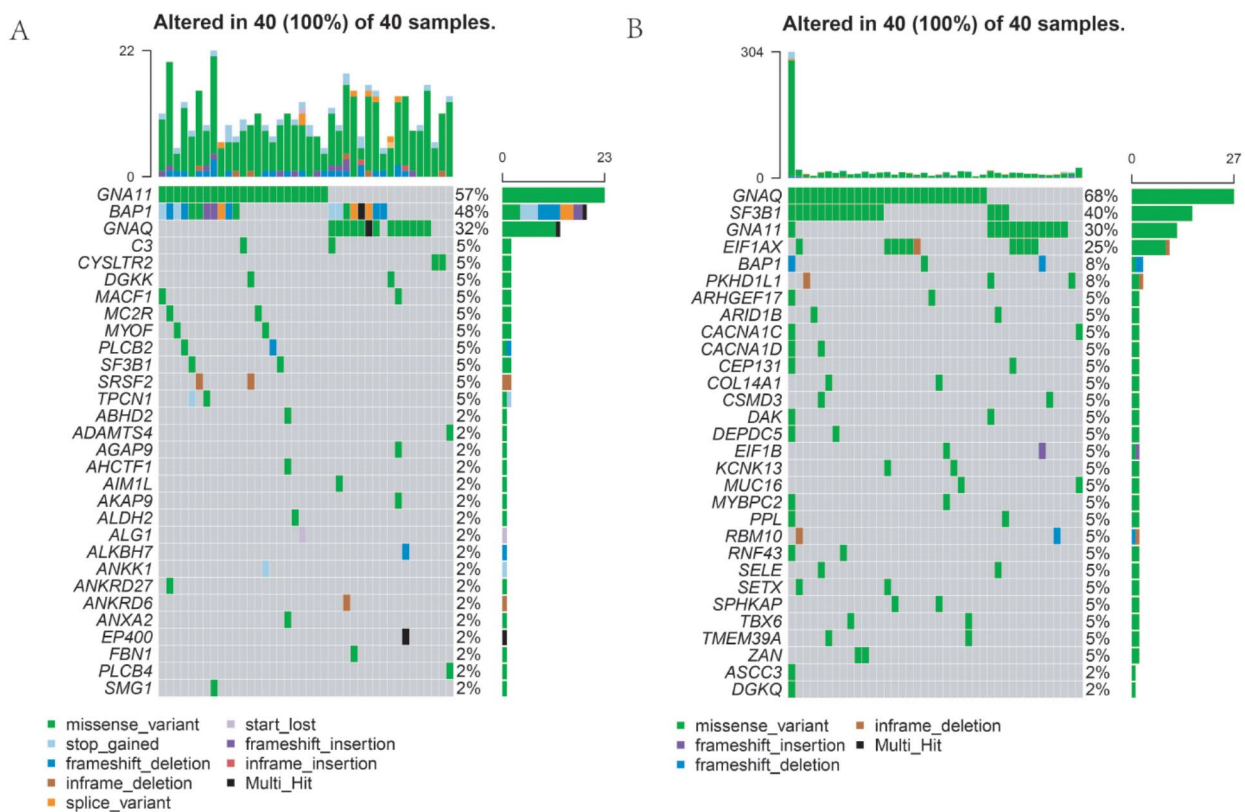 A
Altered in 40 (100%) of 40 samples.
22
0
0 23
GNA11 57%
BAP1 48%
GNAQ 32%
C3 5%
CYSLTR2 5%
DGKK 5%
MACF1 5%
MC2R 5%
MYOF 5%
PLCB2 5%
SF3B1 5%
SRSF2 5%
TPCN1 5%
ABHD2 2%
ADAMTS4 2%
AGAP9 2%
AHCTF1 2%
AIM1L 2%
AKAP9 2%
ALDH2 2%
ALG1 2%
ALKBH7 2%
ANKK1 2%
ANKRD27 2%
ANKRD6 2%
ANXA2 2%
EP400 2%
FBN1 2%
PLCB4 2%
SMG1 2%
missense_variant
stop_gained
frameshift_deletion
inframe_deletion
splice_variant
start_lost
frameshift_insertion
inframe_insertion
Multi_Hit
B
Altered in 40 (100%) of 40 samples.
304
0
0 27
GNAQ 68%
SF3B1 40%
GNA11 30%
EIF1AX 25%
BAP1 8%
PKHD1L1 8%
ARHGEF17 5%
ARID1B 5%
CACNA1C 5%
CACNA1D 5%
CEP131 5%
COL14A1 5%
CSMD3 5%
DAK 5%
DEPDC5 5%
EIF1B 5%
KCNK13 5%
MUC16 5%
MYBPC2 5%
PPL 5%
RBM10 5%
RNF43 5%
SELE 5%
SETX 5%
SPHKAP 5%
TBX6 5%
TMEM39A 5%
ZAN 5%
ASCC3 2%
DGKQ 2%
missense_variant
frameshift_insertion
frameshift_deletion
inframe_deletion
Multi_Hit